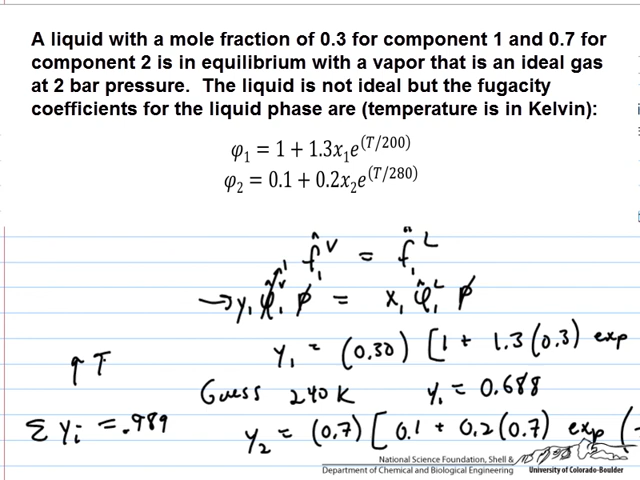 A liquid with a mole fraction of 0.3 for component 1 and 0.7 for
component 2 is in equilibrium with a vapor that is an ideal gas
at 2 bar pressure. The liquid is not ideal but the fugacity
coefficients for the liquid phase are (temperature is in Kelvin):
φ₁ = 1 + 1.3x₁e^(T/200)
φ₂ = 0.1 + 0.2x₂e^(T/280)
f̂₁^V = f̂₁^L
→ y₁ φ̂₁^V P = x₁ φ̂₁^L P
y₁ = (0.30) [1 + 1.3(0.3) exp
↑T
Guess 240K y₁ = 0.688
Σ yᵢ = .989
y₂ = (0.7) [0.1 + 0.2(0.7) exp (
National Science Foundation, Shell &
Department of Chemical and Biological Engineering
University of Colorado-Boulder